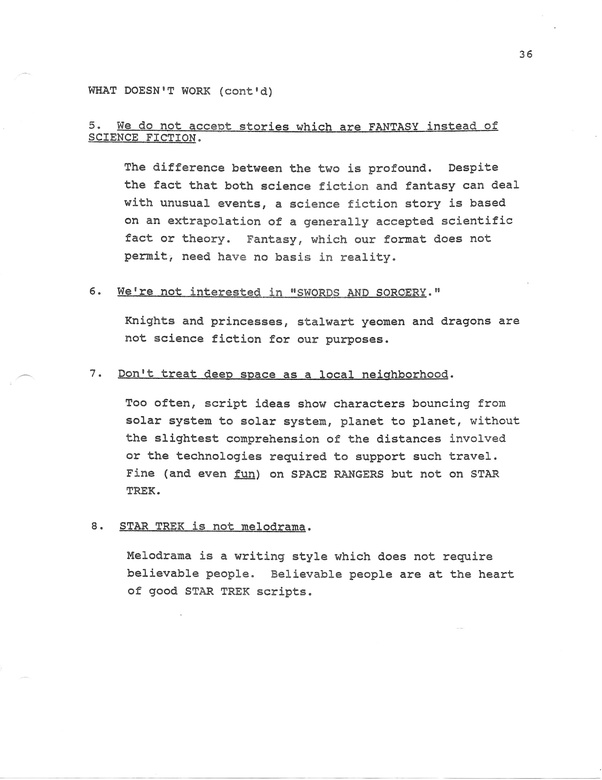 36
WHAT DOESN'T WORK (cont'd)
5. We do not accept stories which are FANTASY instead of
SCIENCE FICTION.
The difference between the two is profound. Despite
the fact that both science fiction and fantasy can deal
with unusual events, a science fiction story is based
on an extrapolation of a generally accepted scientific
fact or theory. Fantasy, which our format does not
permit, need have no basis in reality.
6. We're not interested in "SWORDS AND SORCERY."
Knights and princesses, stalwart yeomen and dragons are
not science fiction for our purposes.
7. Don't treat deep space as a local neighborhood.
Too often, script ideas show characters bouncing from
solar system to solar system, planet to planet, without
the slightest comprehension of the distances involved
or the technologies required to support such travel.
Fine (and even fun) on SPACE RANGERS but not on STAR
TREK.
8. STAR TREK is not melodrama.
Melodrama is a writing style which does not require
believable people. Believable people are at the heart
of good STAR TREK scripts.